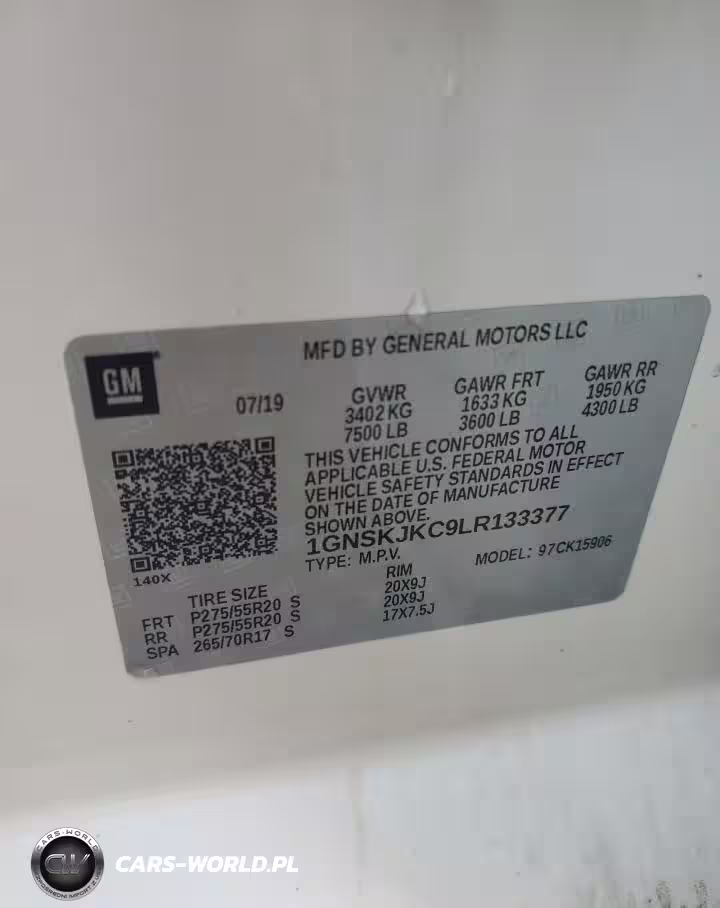 GM
MFD BY GENERAL MOTORS LLC
07/19
GVWR
3402 KG
7500 LB
GAWR FRT
1633 KG
3600 LB
GAWR RR
1950 KG
4300 LB
THIS VEHICLE CONFORMS TO ALL
APPLICABLE U.S. FEDERAL MOTOR
VEHICLE SAFETY STANDARDS IN EFFECT
ON THE DATE OF MANUFACTURE
SHOWN ABOVE.
1GNSKJKC9LR133377
TYPE: M.P.V. MODEL: 97CK15906
140X
TIRE SIZE RIM
FRT P275/55R20 S 20X9J
RR P275/55R20 S 20X9J
SPA 265/70R17 S 17X7.5J
CARS-WORLD
CW
CARS-WORLD.PL